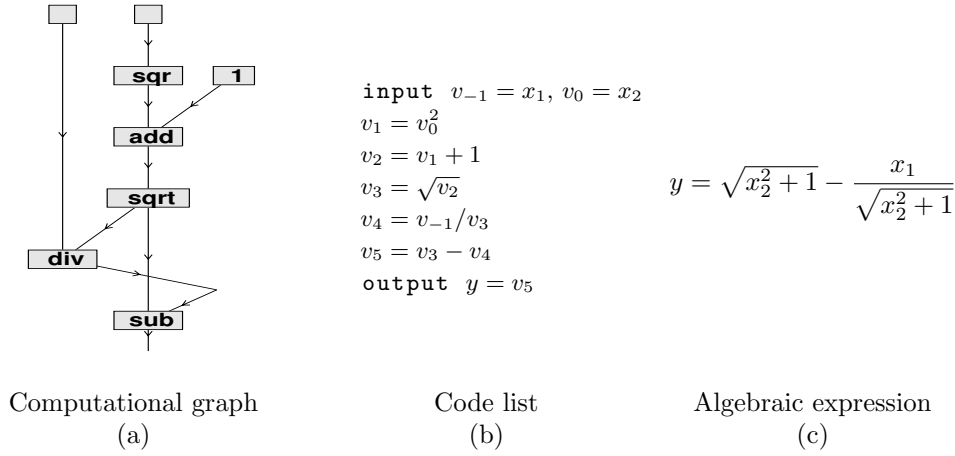 sqr 1
add
sqrt
div
sub
input v₋₁ = x₁, v₀ = x₂
v₁ = v₀²
v₂ = v₁ + 1
v₃ = √v₂
v₄ = v₋₁/v₃
v₅ = v₃ − v₄
output y = v₅
y = √(x₂² + 1) − x₁/√(x₂² + 1)
Computational graph
(a)
Code list
(b)
Algebraic expression
(c)